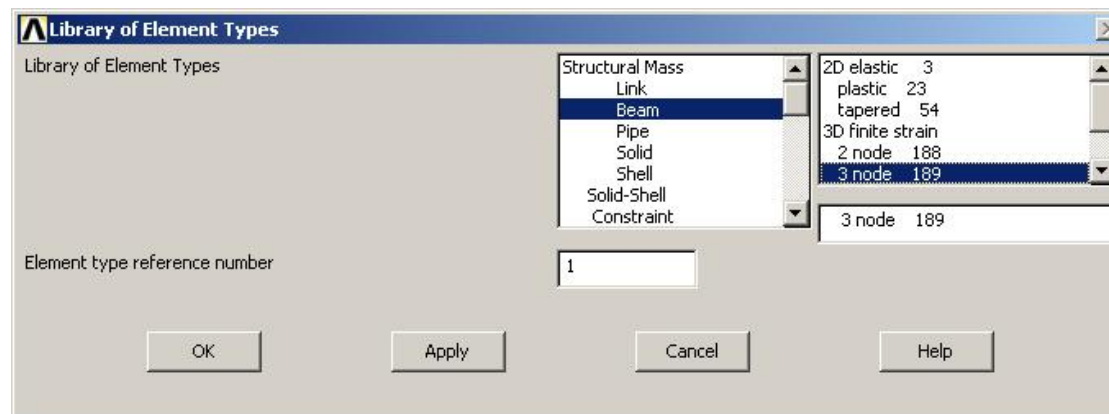 Library of Element Types
Library of Element Types
Structural Mass
Link
Beam
Pipe
Solid
Shell
Solid-Shell
Constraint
2D elastic 3
plastic 23
tapered 54
3D finite strain
2 node 188
3 node 189
3 node 189
Element type reference number
1
OK
Apply
Cancel
Help